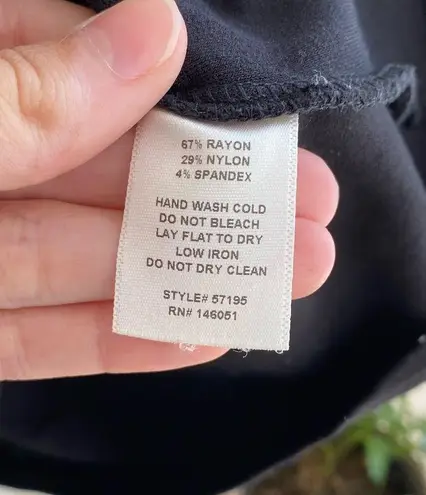 67% RAYON
29% NYLON
4% SPANDEX
HAND WASH COLD
DO NOT BLEACH
LAY FLAT TO DRY
LOW IRON
DO NOT DRY CLEAN
STYLE# 57195
RN# 146051